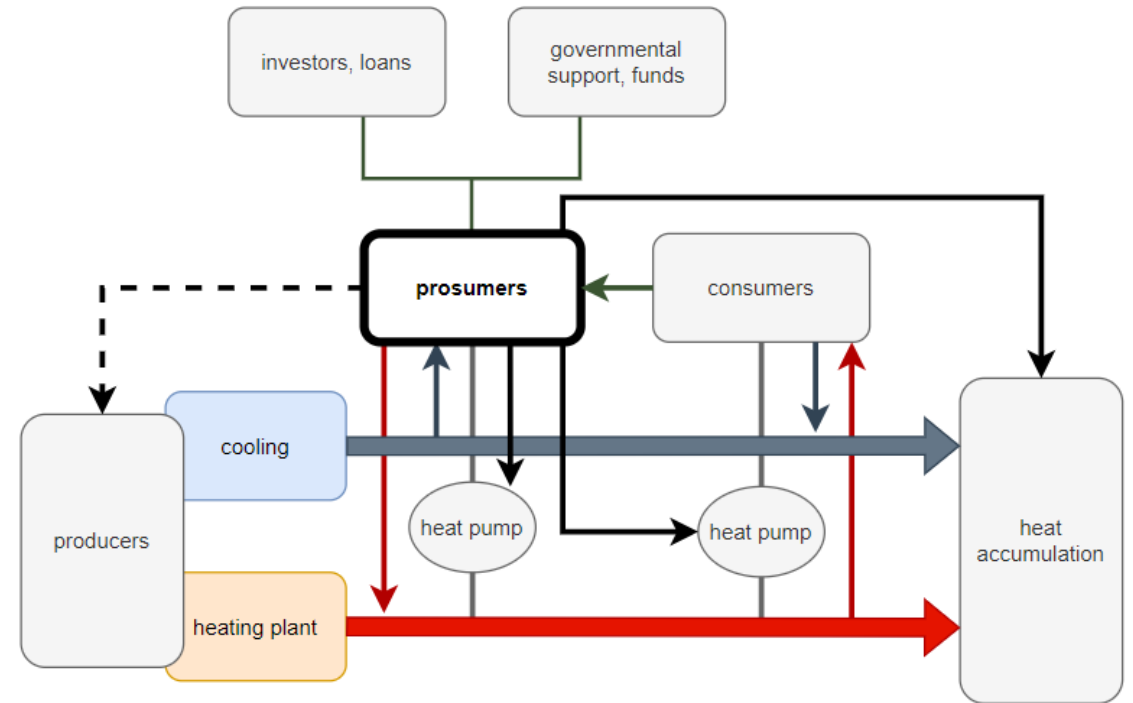 investors, loans
governmental
support, funds
prosumers
consumers
cooling
producers
heat pump
heat pump
heat
accumulation
heating plant